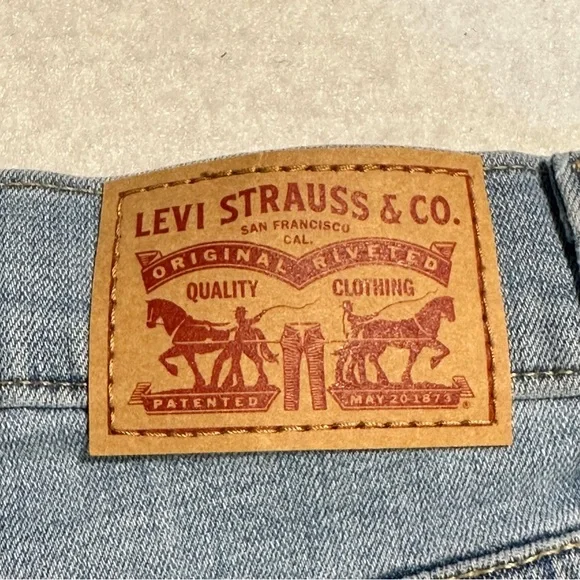 LEVI STRAUSS & CO.
SAN FRANCISCO
CAL.
ORIGINAL RIVETED
QUALITY CLOTHING
PATENTED MAY 20 1873 ®